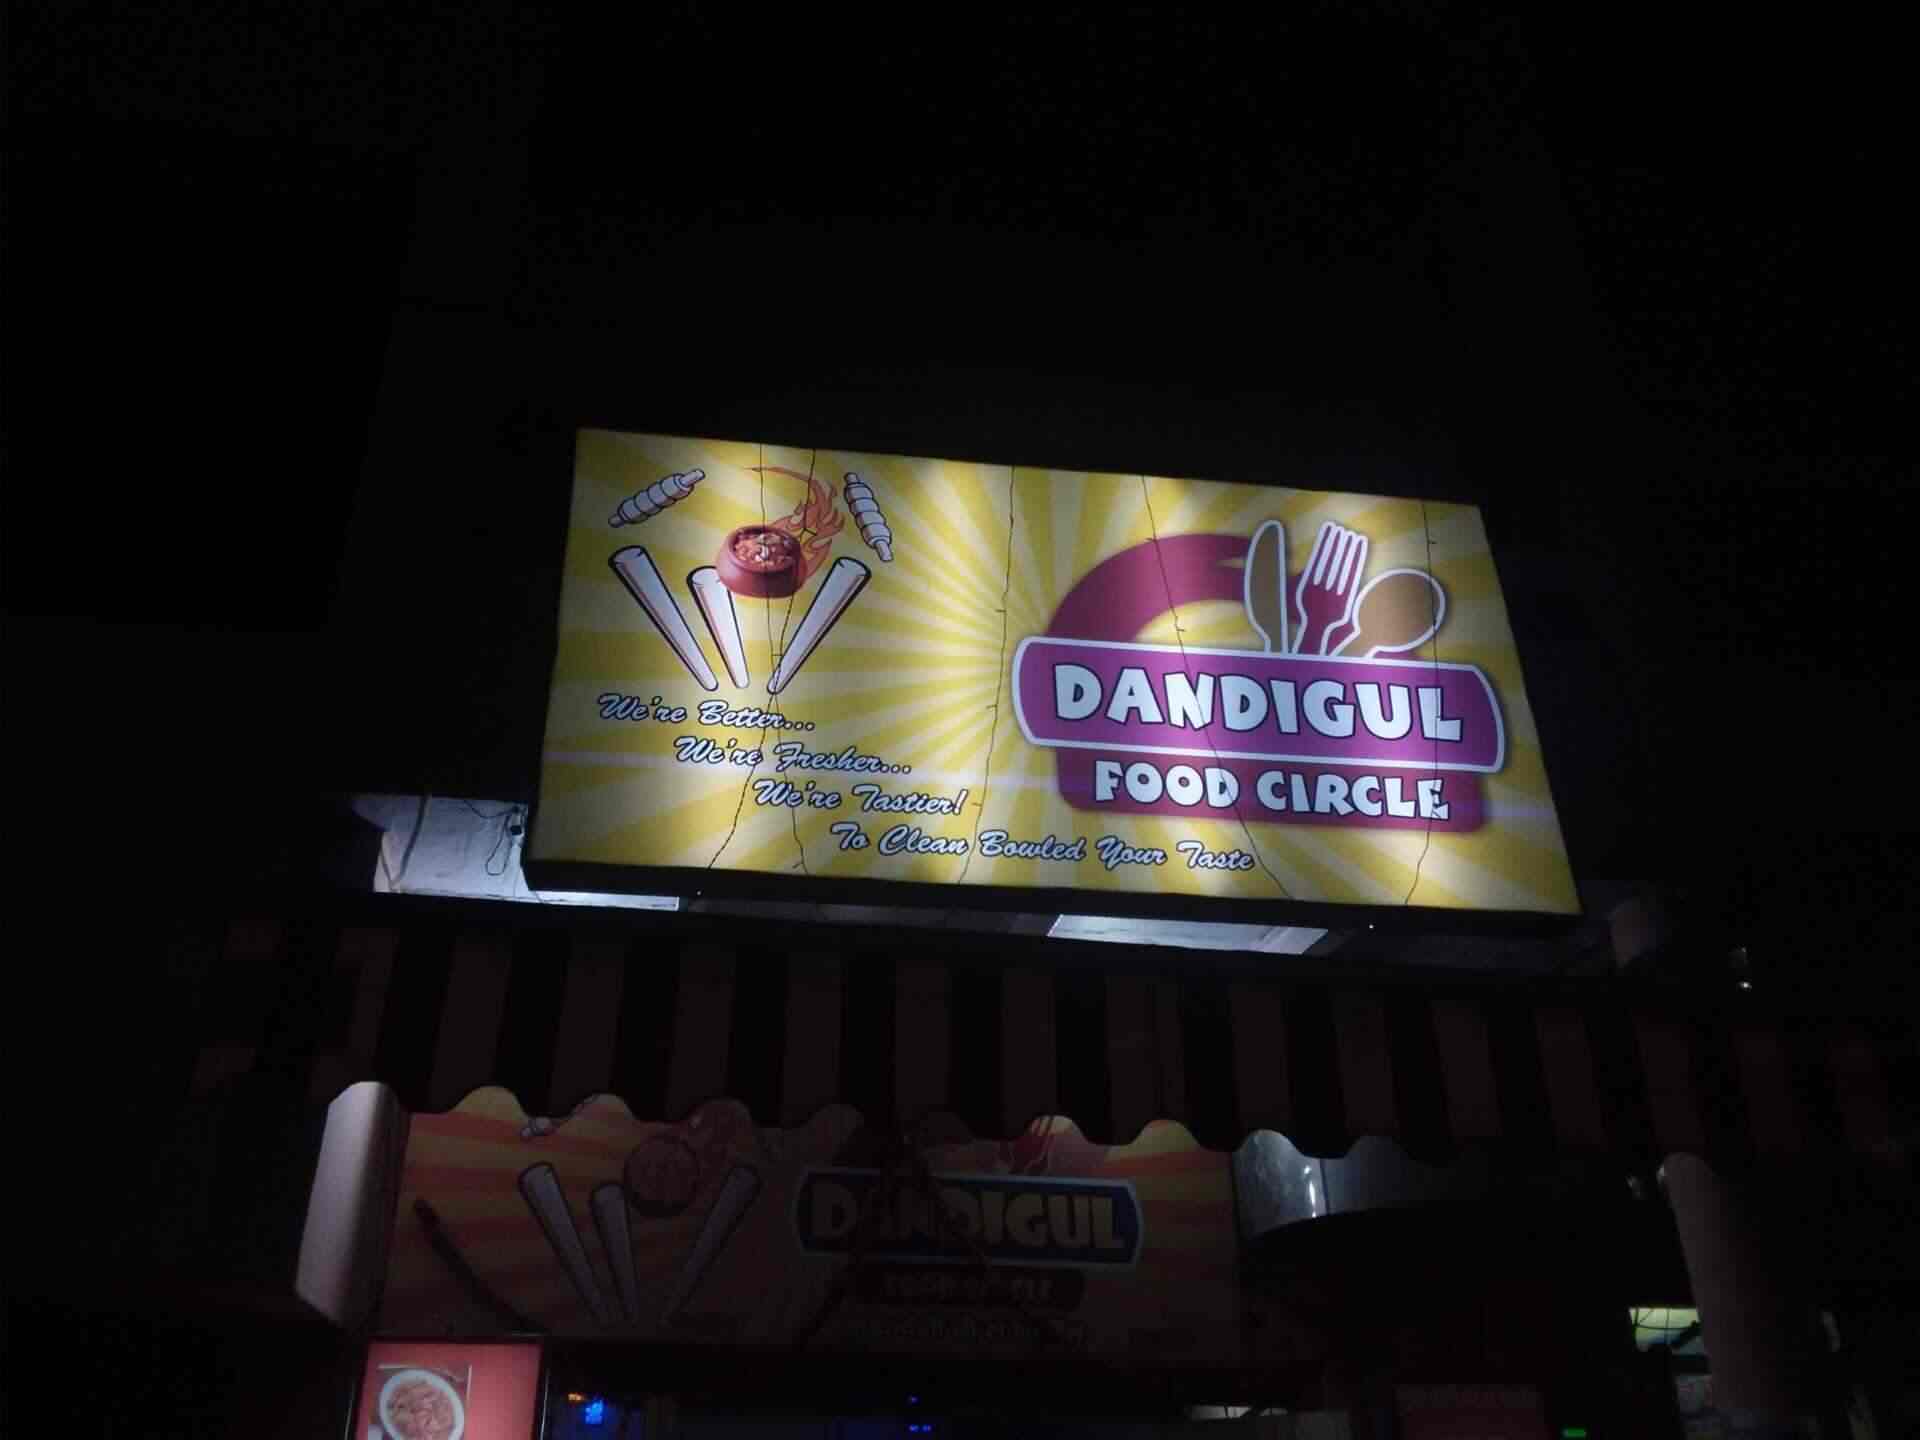 We're Better...
We're Fresher...
We're Tastier!
To Clean Bowled Your Taste
DANDIGUL
FOOD CIRCLE
DANDIGUL